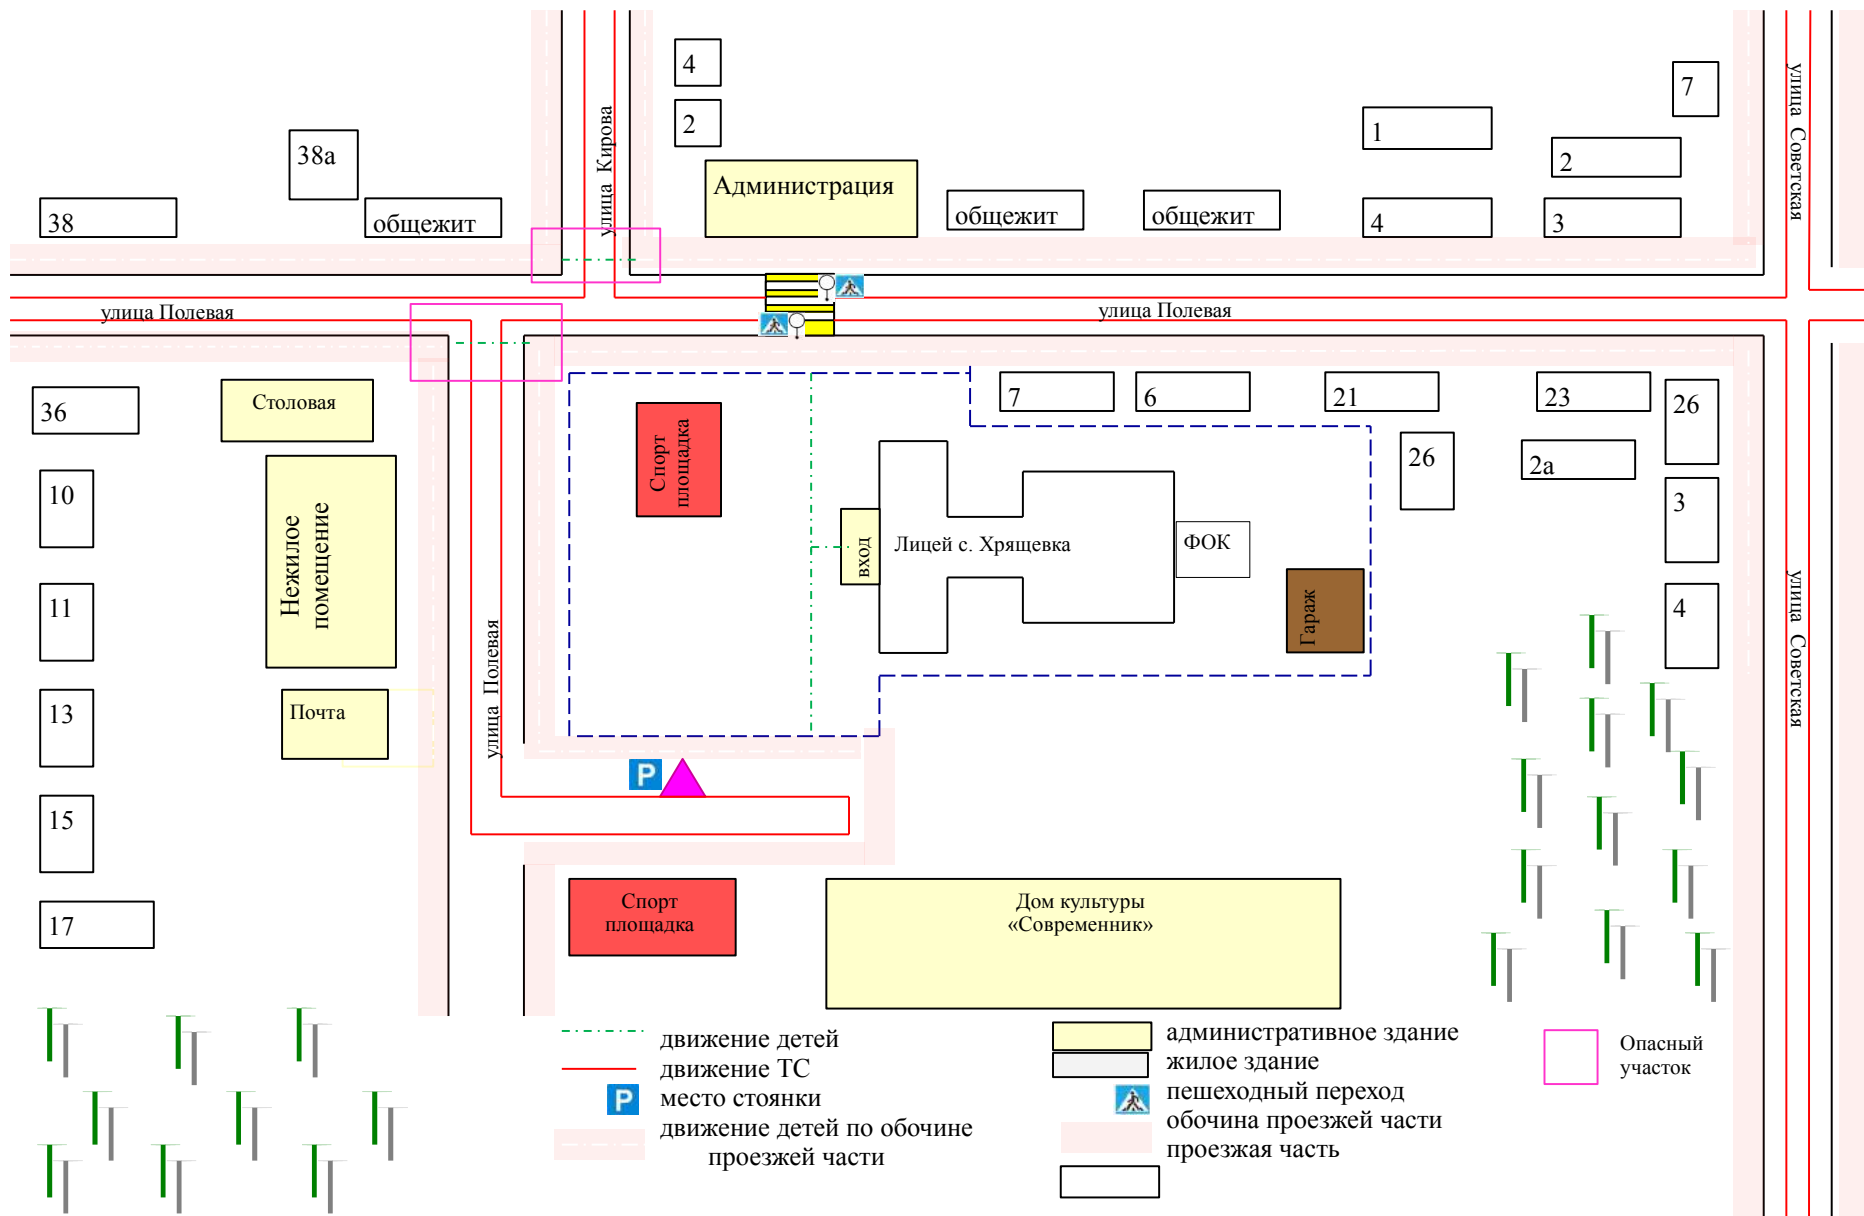 4
7
улица Советская
улица Кирова
2
1
38а
2
Администрация
38
общежит
общежит
общежит
4
3
улица Полевая
улица Полевая
36
Столовая
7
6
21
23
26
Спорт
площадка
26
2а
10
Нежилое
помещение
3
вход
Лицей с. Хрящевка
ФОК
11
Гараж
4
улица Советская
13
Почта
улица Полевая
P
15
17
Спорт
площадка
Дом культуры
«Современник»
движение детей
движение ТС
P
место стоянки
движение детей по обочине
проезжей части
административное здание
жилое здание
пешеходный переход
обочина проезжей части
проезжая часть
Опасный
участок